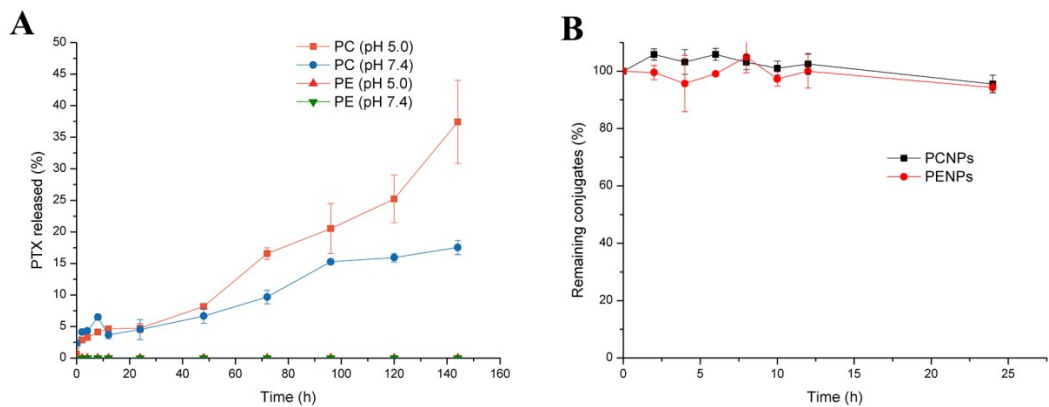 A
50
45
40
35
30
25
20
15
10
5
0
PTX released (%)
PC (pH 5.0)
PC (pH 7.4)
PE (pH 5.0)
PE (pH 7.4)
0 20 40 60 80 100 120 140 160
Time (h)
B
100
80
60
40
20
0
Remaining conjugates (%)
PCNPs
PENPs
0 5 10 15 20 25
Time (h)